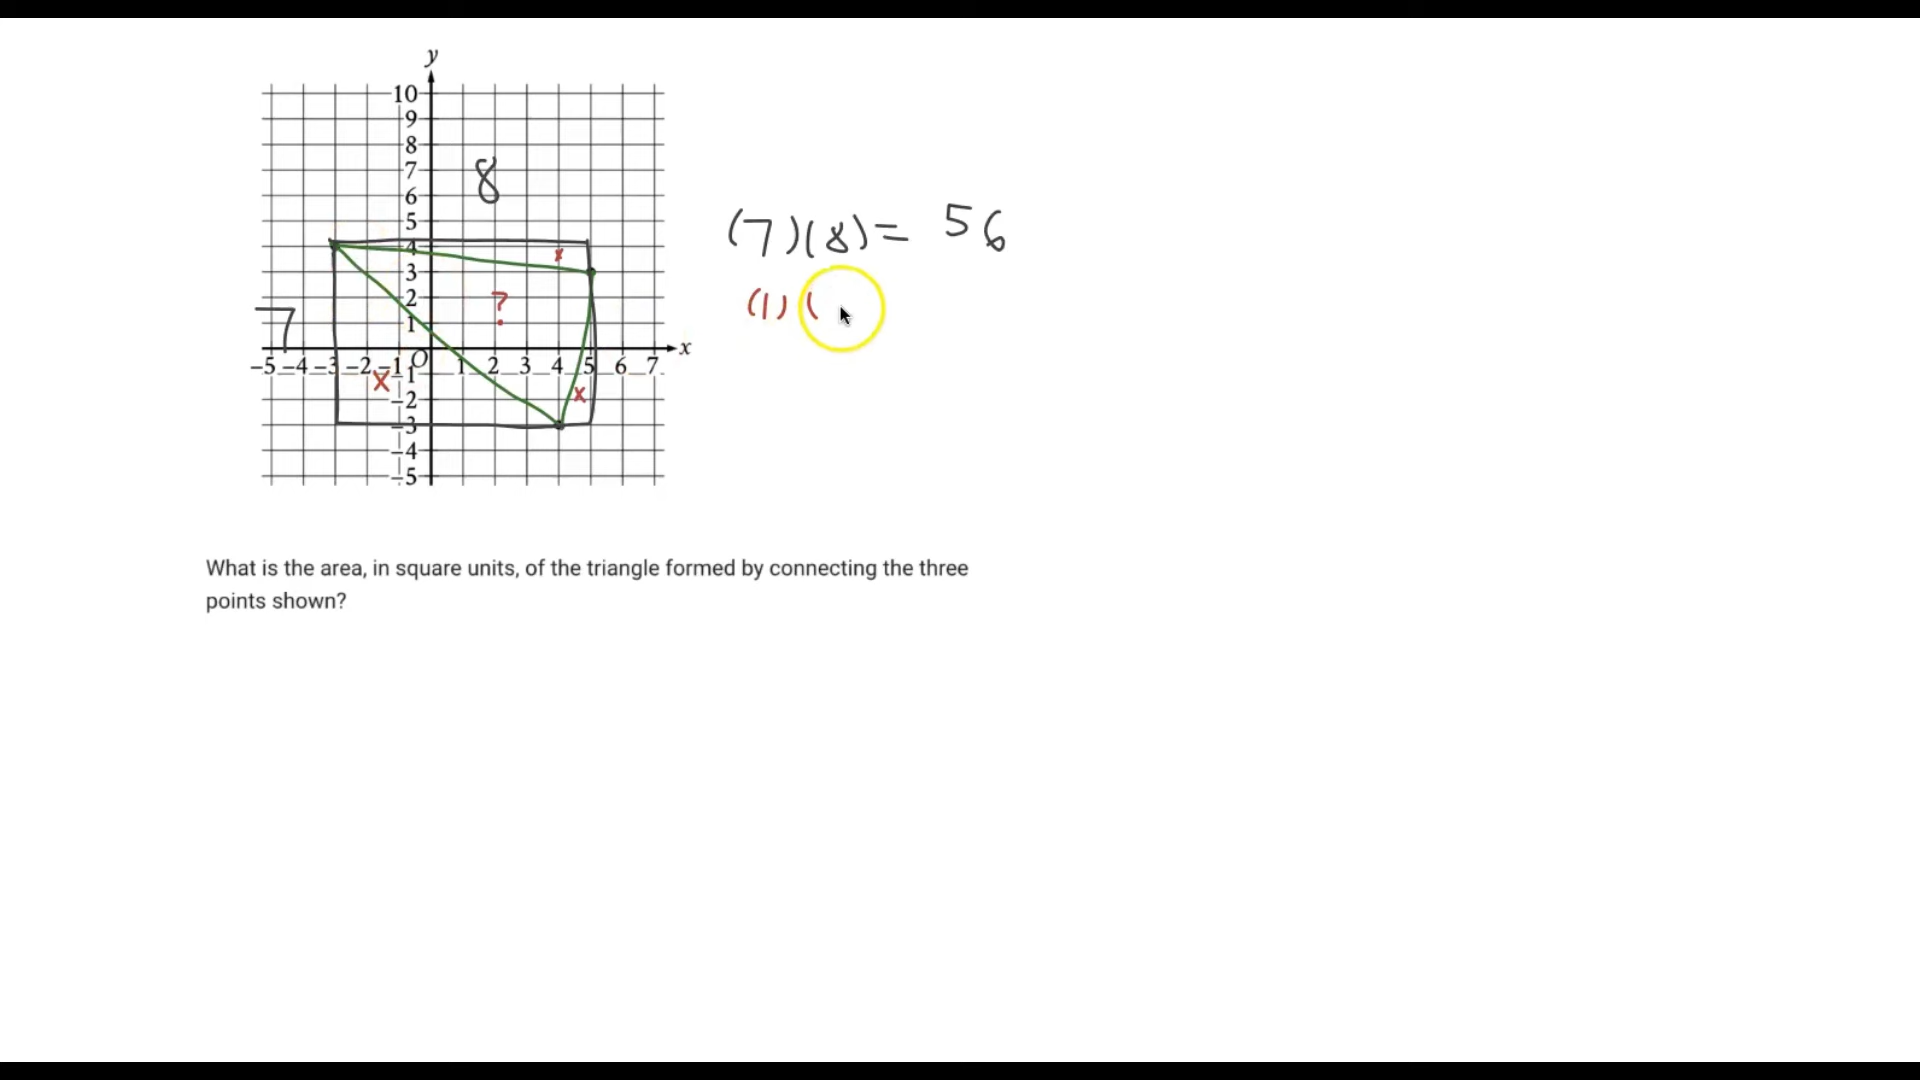 y
10
9
8
8
7
6
5
(7)(8) = 56
4
x
3
?
(1)(
2
7
1
x
-5 -4 -3 -2 -1 O 1 2 3 4 5 6 7
x
-1
x
-2
-3
-4
-5
What is the area, in square units, of the triangle formed by connecting the three
points shown?